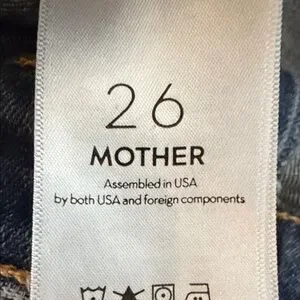 26
MOTHER
Assembled in USA
by both USA and foreign components